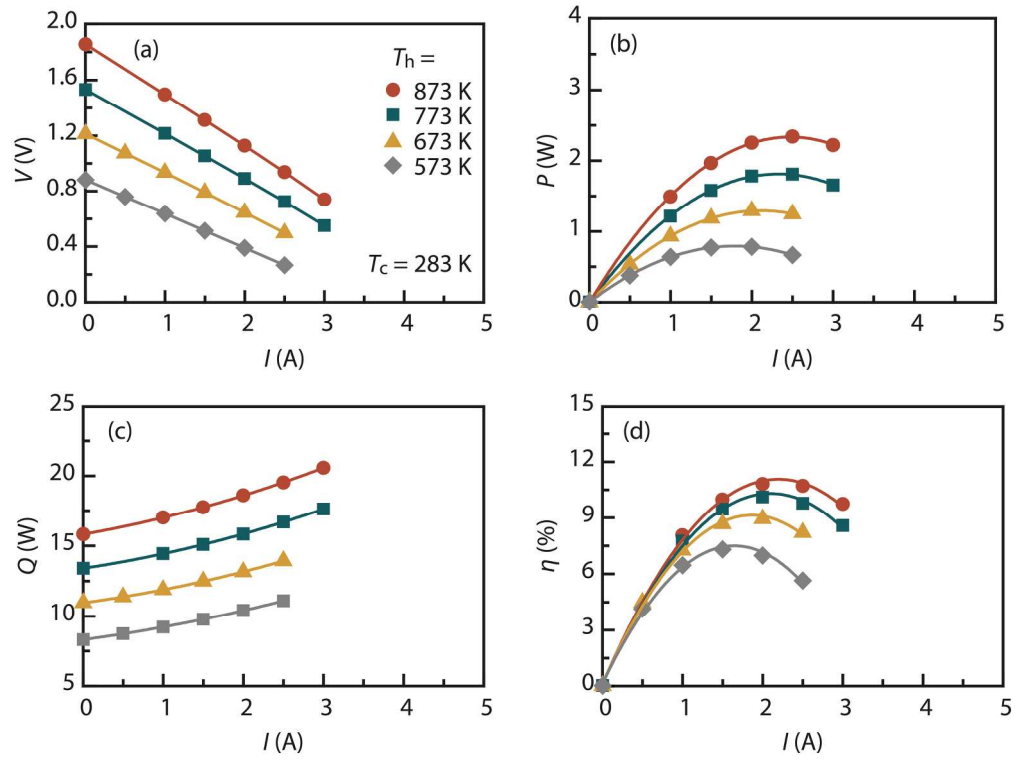 (a)
T_h =
873 K
773 K
673 K
573 K
T_c = 283 K
2.0
1.6
1.2
0.8
0.4
0.0
V (V)
0 1 2 3 4 5
I (A)
(b)
4
3
2
1
0
P (W)
0 1 2 3 4 5
I (A)
(c)
25
20
15
10
5
Q (W)
0 1 2 3 4 5
I (A)
(d)
15
12
9
6
3
0
η (%)
0 1 2 3 4 5
I (A)